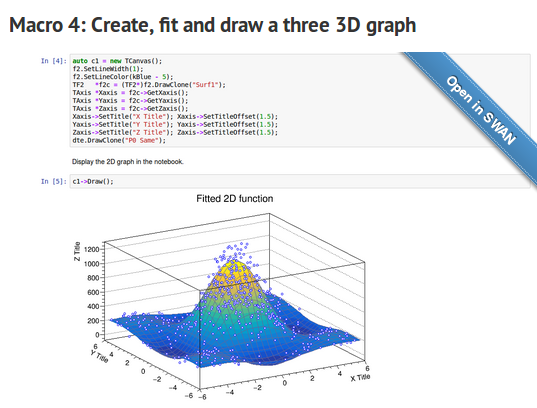 Macro 4: Create, fit and draw a three 3D graph
In [4]: auto c1 = new TCanvas();
f2.SetLineWidth(1);
f2.SetLineColor(kBlue - 5);
TF2 *f2c = (TF2*)f2.DrawClone("Surf1");
TAxis *Xaxis = f2c->GetXaxis();
TAxis *Yaxis = f2c->GetYaxis();
TAxis *Zaxis = f2c->GetZaxis();
Xaxis->SetTitle("X Title"); Xaxis->SetTitleOffset(1.5);
Yaxis->SetTitle("Y Title"); Yaxis->SetTitleOffset(1.5);
Zaxis->SetTitle("Z Title"); Zaxis->SetTitleOffset(1.5);
dte.DrawClone("P0 Same");
Open in SWAN
Display the 2D graph in the notebook.
In [5]: c1->Draw();
Fitted 2D function
Z Title
1200
1000
800
600
400
200
0
6
4
2
0
−2
−4
−6
Y Title
−6
−4
−2
0
2
4
6
X Title